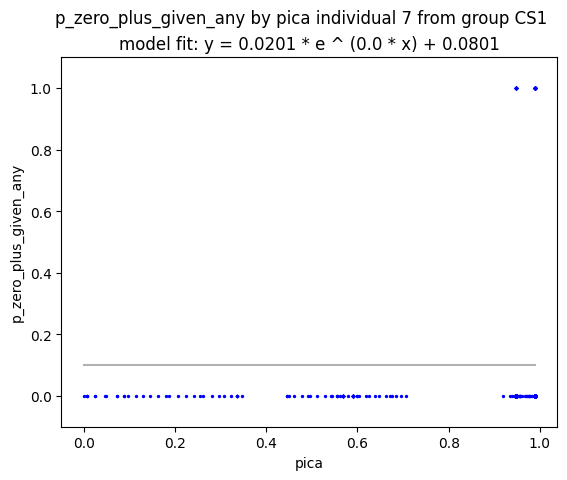 p_zero_plus_given_any by pica individual 7 from group CS1
model fit: y = 0.0201 * e ^ (0.0 * x) + 0.0801
1.0
0.8
0.6
0.4
0.2
0.0
p_zero_plus_given_any
0.0 0.2 0.4 0.6 0.8 1.0
pica